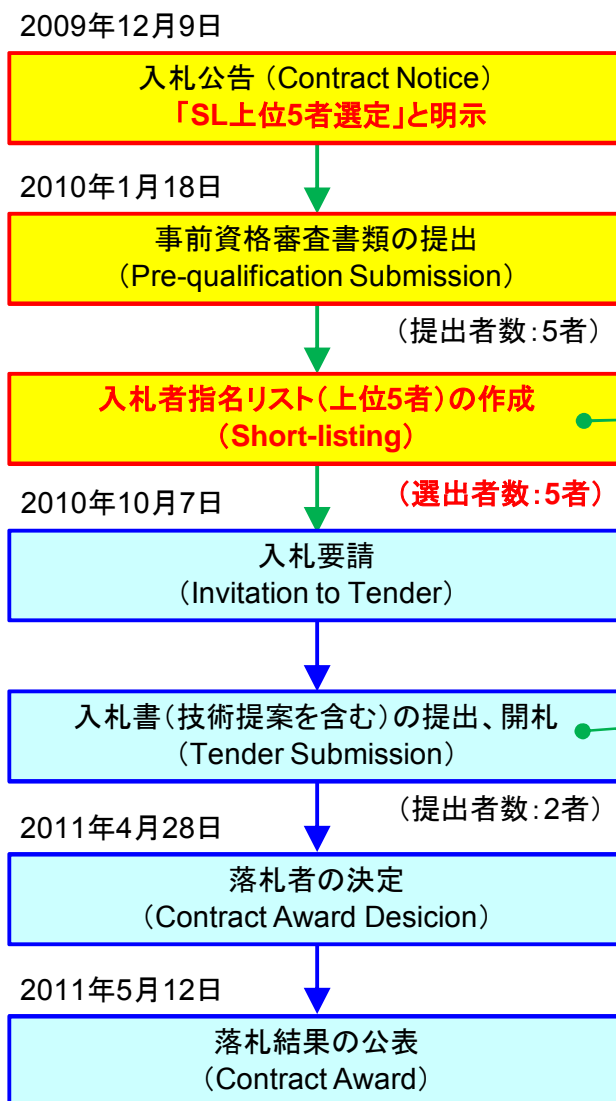 2009年12月9日
入札公告（Contract Notice）
「SL上位5者選定」と明示
2010年1月18日
事前資格審査書類の提出
（Pre-qualification Submission）
（提出者数：5者）
入札者指名リスト（上位5者）の作成
（Short-listing）
（選出者数：5者）
2010年10月7日
入札要請
（Invitation to Tender）
入札書（技術提案を含む）の提出、開札
（Tender Submission）
（提出者数：2者）
2011年4月28日
落札者の決定
（Contract Award Desicion）
2011年5月12日
落札結果の公表
（Contract Award）